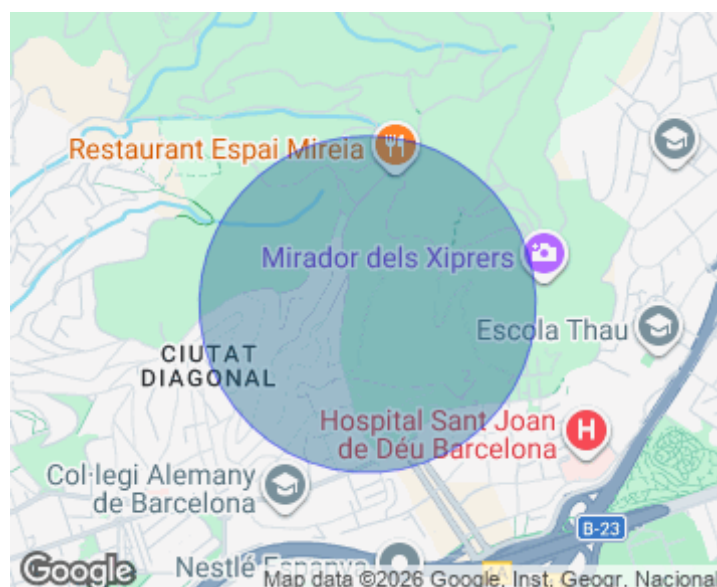 Restaurant Espai Mireia
Mirador dels Xiprers
Escola Thau
CIUTAT
DIAGONAL
Hospital Sant Joan
de Déu Barcelona
H
Col·legi Alemany
de Barcelona
B-23
Nestlé Espanya
Google
Map data ©2026 Google, Inst. Geogr. Nacional